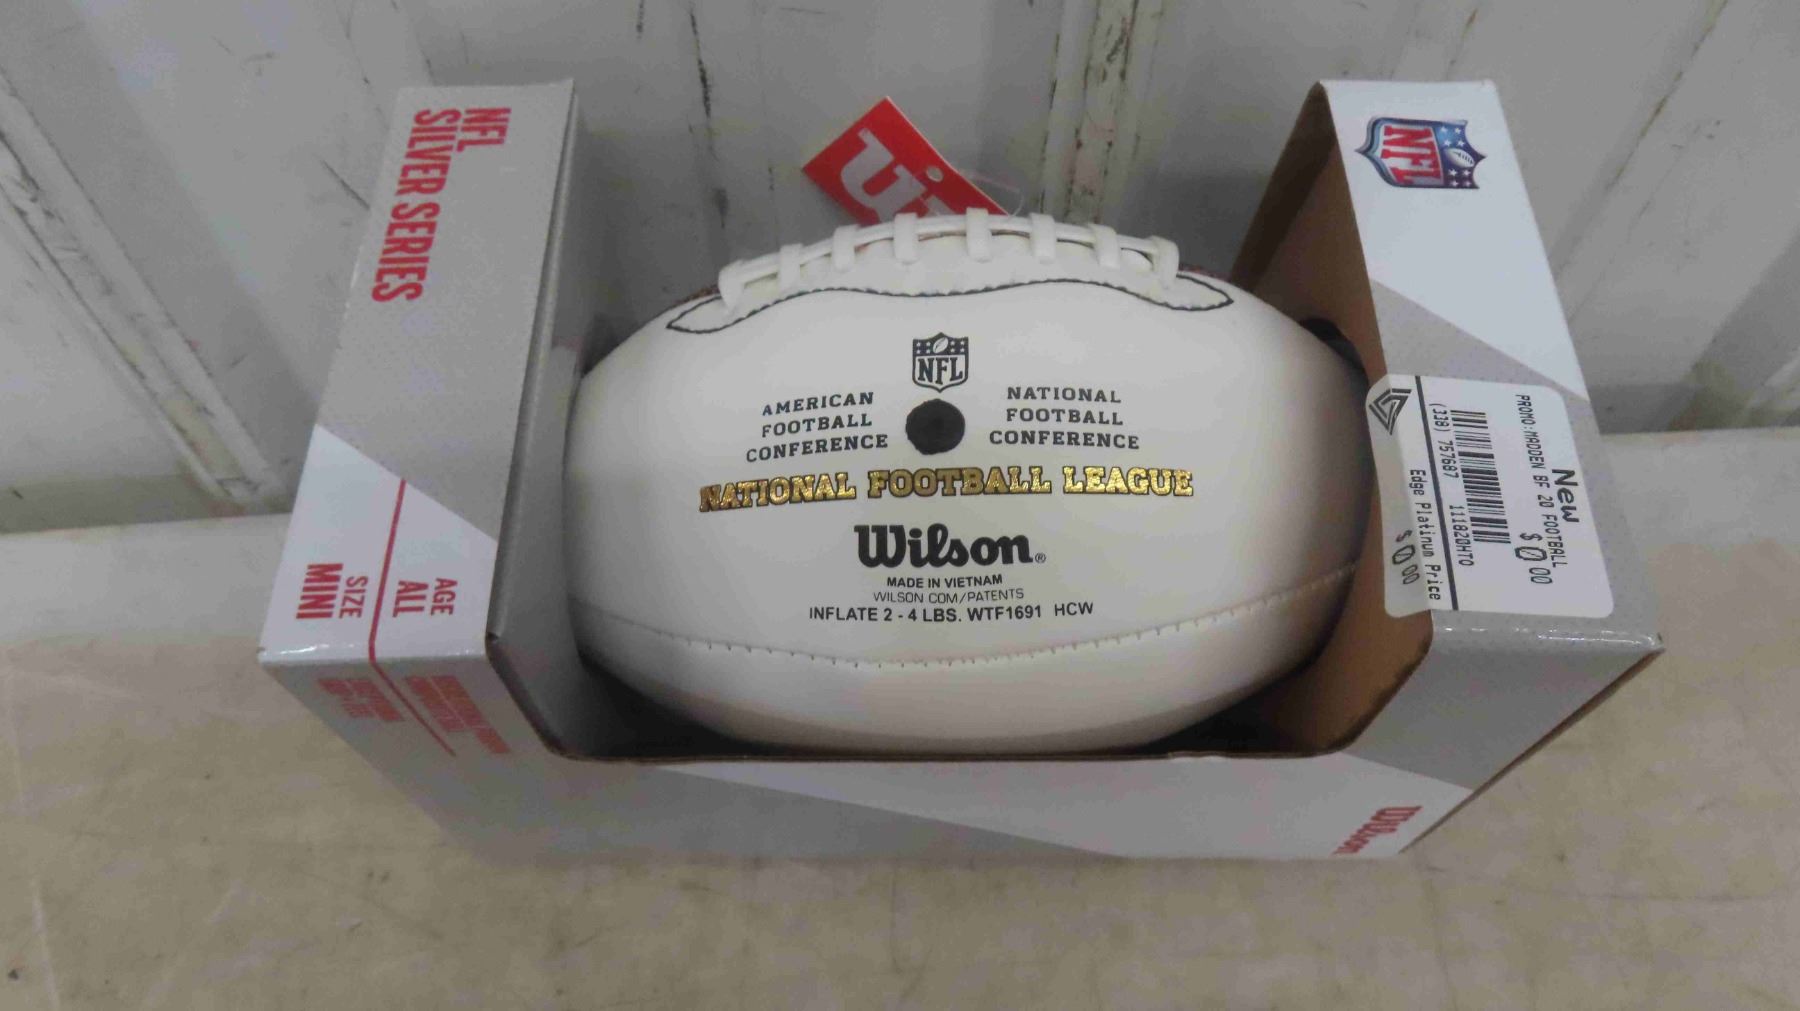 NFL
SILVER SERIES
AGE
ALL
SIZE
MINI
NFL
NFL
AMERICAN
FOOTBALL
CONFERENCE
NATIONAL
FOOTBALL
CONFERENCE
NATIONAL FOOTBALL LEAGUE
Wilson®
MADE IN VIETNAM
WILSON COM/PATENTS
INFLATE 2 - 4 LBS. WTF1691 HCW
New
PROMO:MADDEN BF 20 FOOTBALL
$0 00
(338) 757687 111820HTO
Edge Platinum Price
$0 00
Wilson